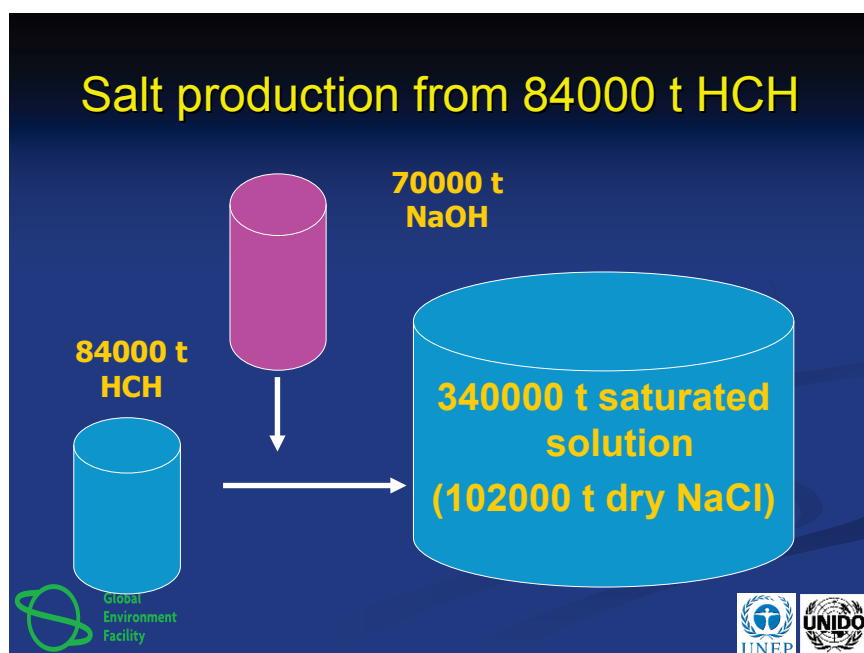 Salt production from 84000 t HCH
70000 t
NaOH
84000 t
HCH
340000 t saturated
solution
(102000 t dry NaCl)
Global
Environment
Facility
UNEP
UNIDO